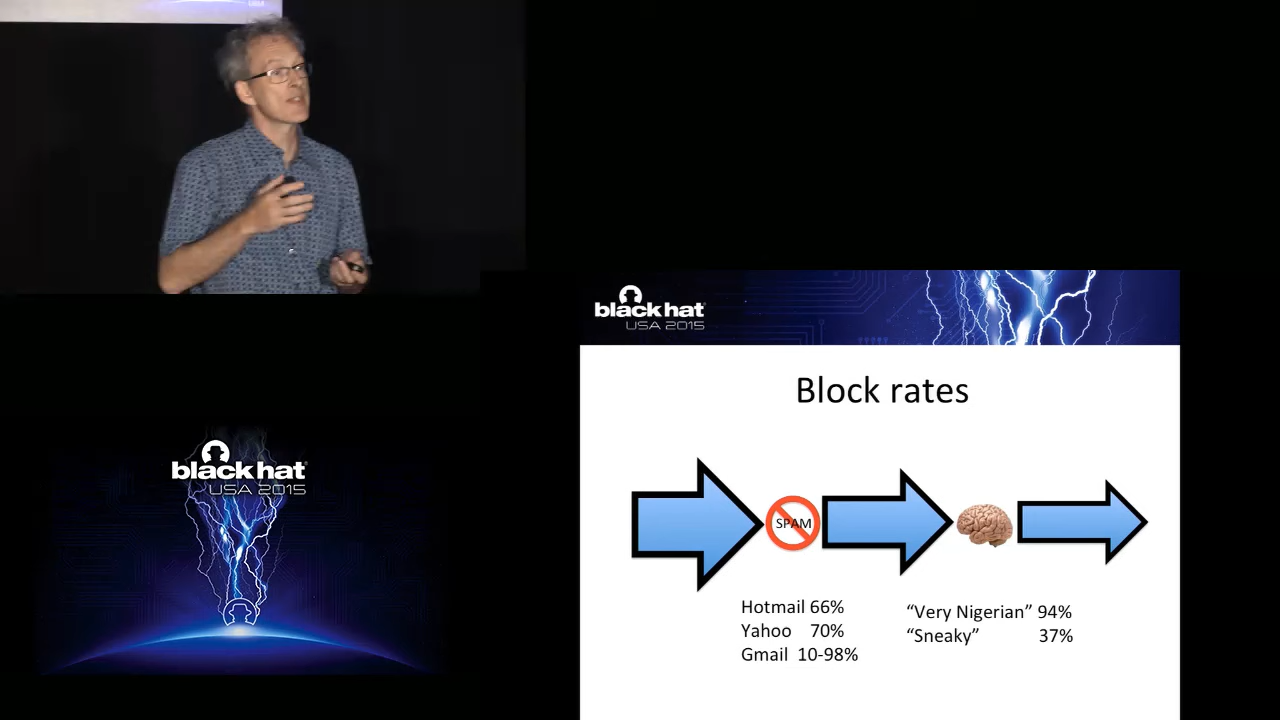 black hat
USA 2015
Block rates
SPAM
Hotmail 66%
Yahoo 70%
Gmail 10-98%
“Very Nigerian” 94%
“Sneaky” 37%
black hat
USA 2015